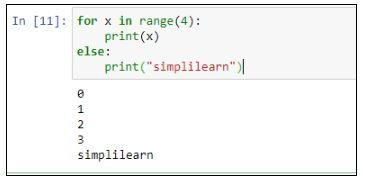 In [11]: for x in range(4):
    print(x)
else:
    print("simplilearn")
0
1
2
3
simplilearn